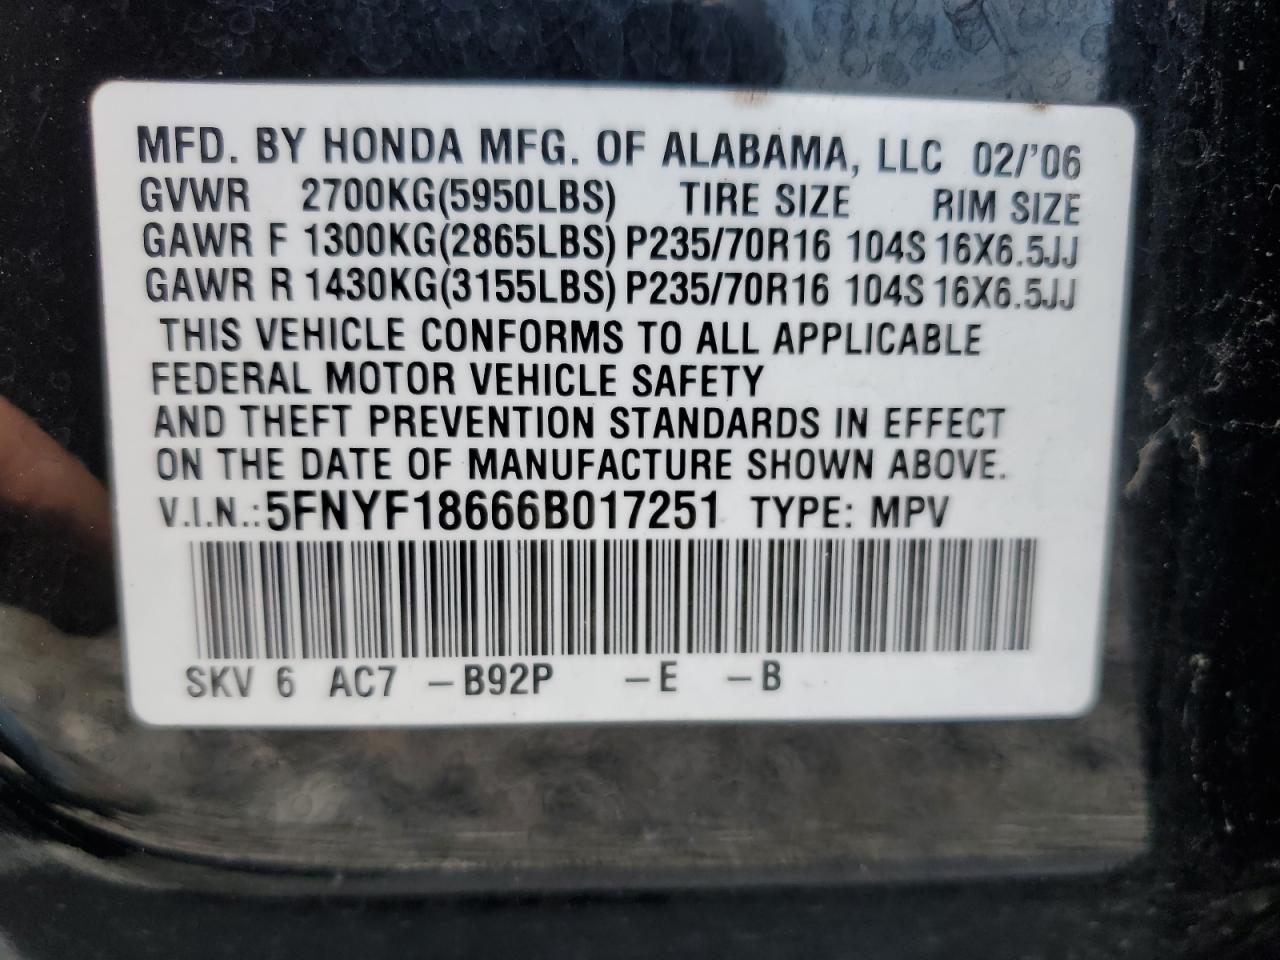 MFD. BY HONDA MFG. OF ALABAMA, LLC 02/'06
GVWR 2700KG(5950LBS) TIRE SIZE RIM SIZE
GAWR F 1300KG(2865LBS) P235/70R16 104S 16X6.5JJ
GAWR R 1430KG(3155LBS) P235/70R16 104S 16X6.5JJ
THIS VEHICLE CONFORMS TO ALL APPLICABLE
FEDERAL MOTOR VEHICLE SAFETY
AND THEFT PREVENTION STANDARDS IN EFFECT
ON THE DATE OF MANUFACTURE SHOWN ABOVE.
V.I.N.:5FNYF18666B017251 TYPE: MPV
SKV 6 AC7 –B92P –E –B